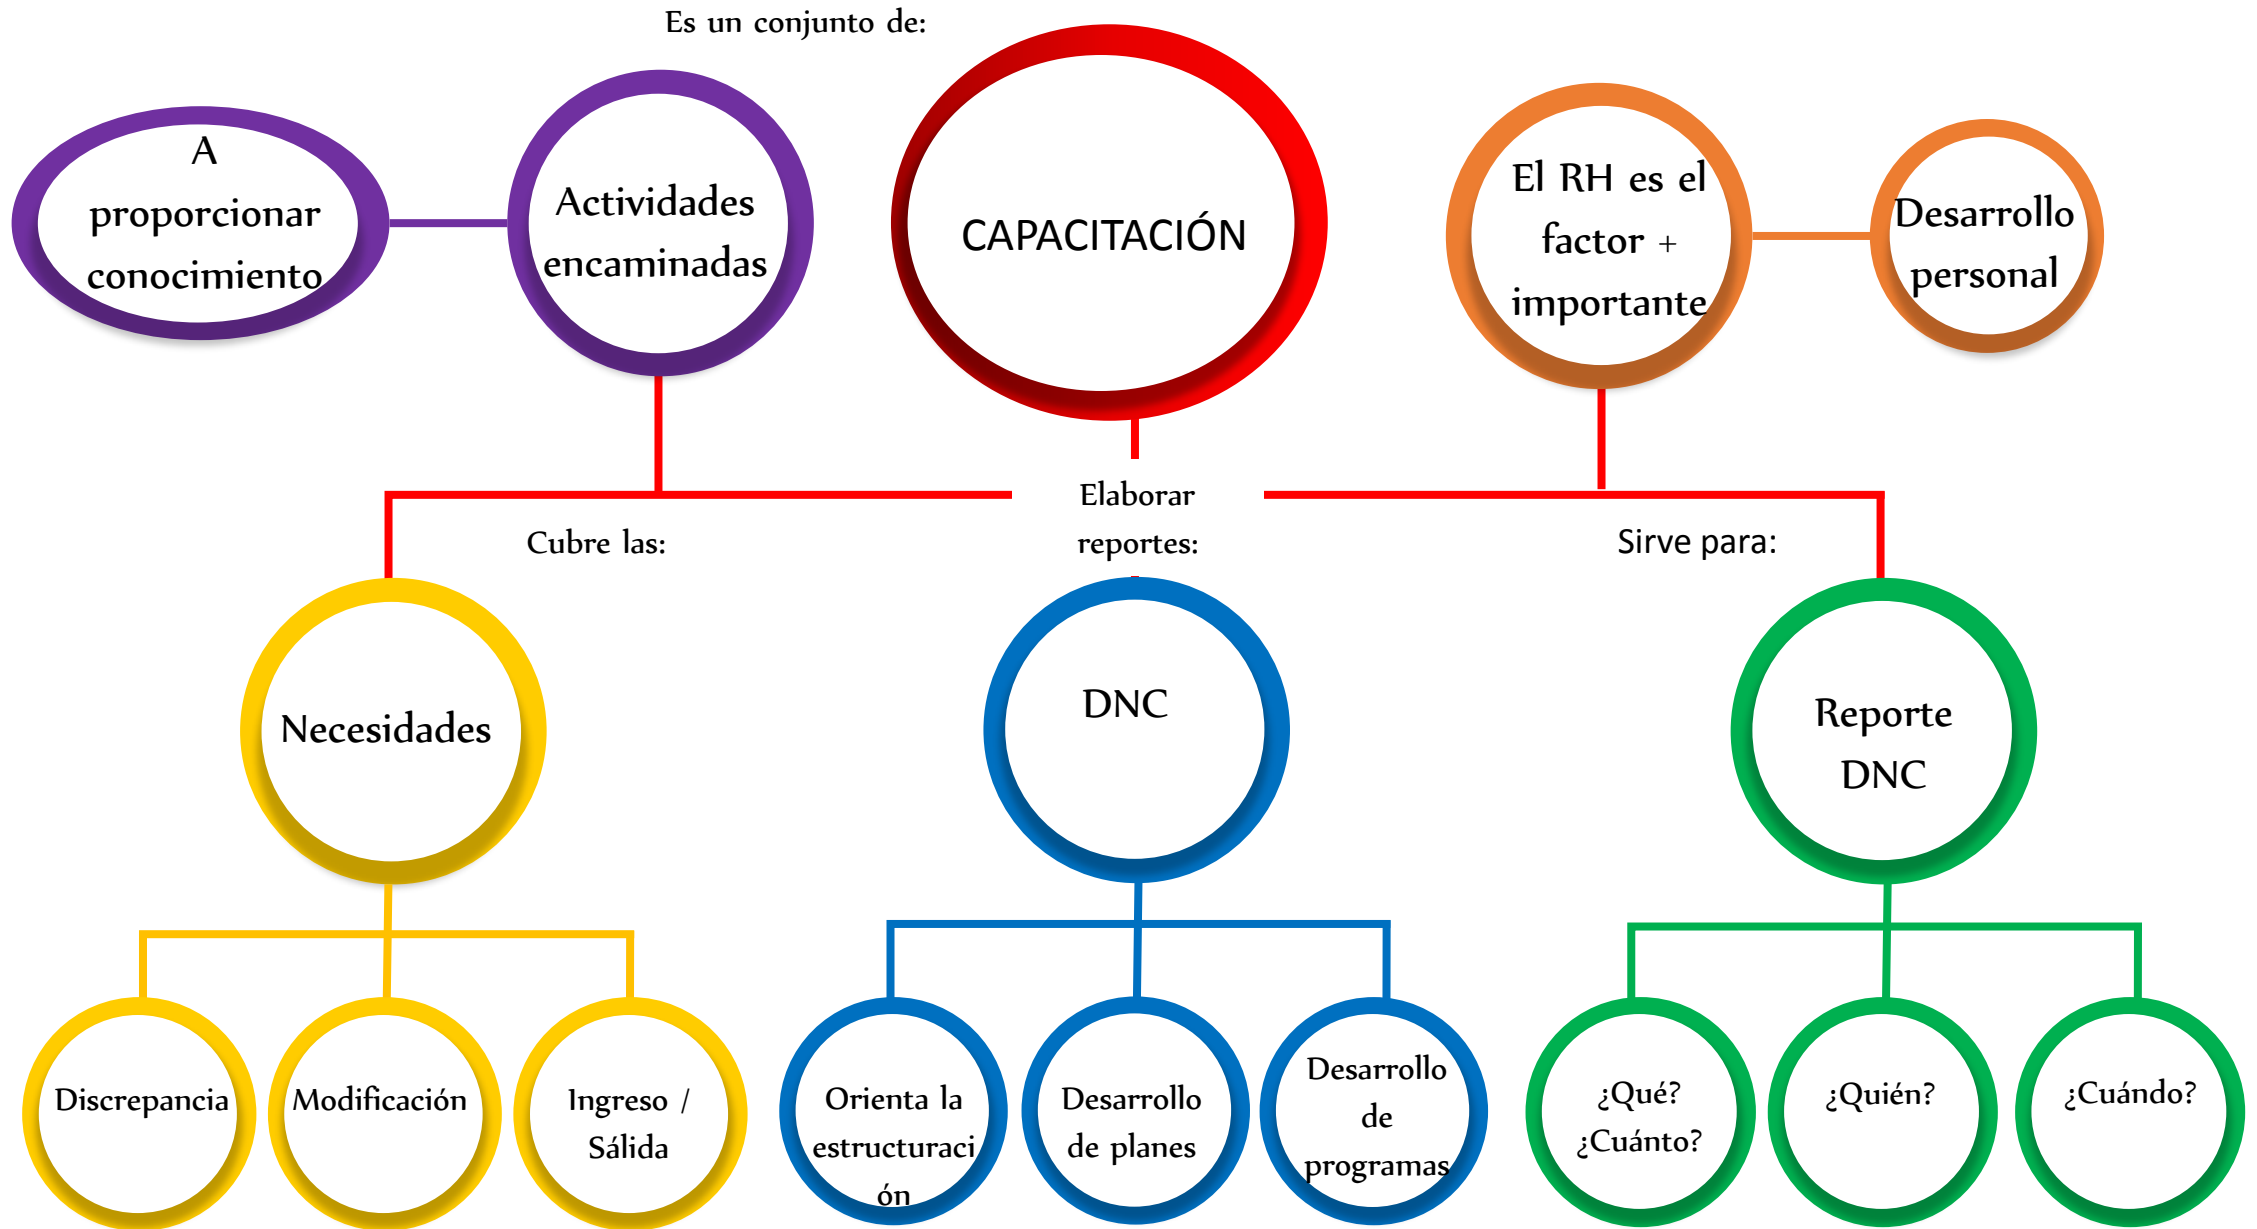 Es un conjunto de:
A
proporcionar
conocimiento
Actividades
encaminadas
CAPACITACIÓN
El RH es el
factor +
importante
Desarrollo
personal
Cubre las:
Elaborar
reportes:
Sirve para:
Necesidades
DNC
Reporte
DNC
Discrepancia
Modificación
Ingreso /
Sálida
Orienta la
estructuraci
ón
Desarrollo
de planes
Desarrollo
de
programas
¿Qué?
¿Cuánto?
¿Quién?
¿Cuándo?